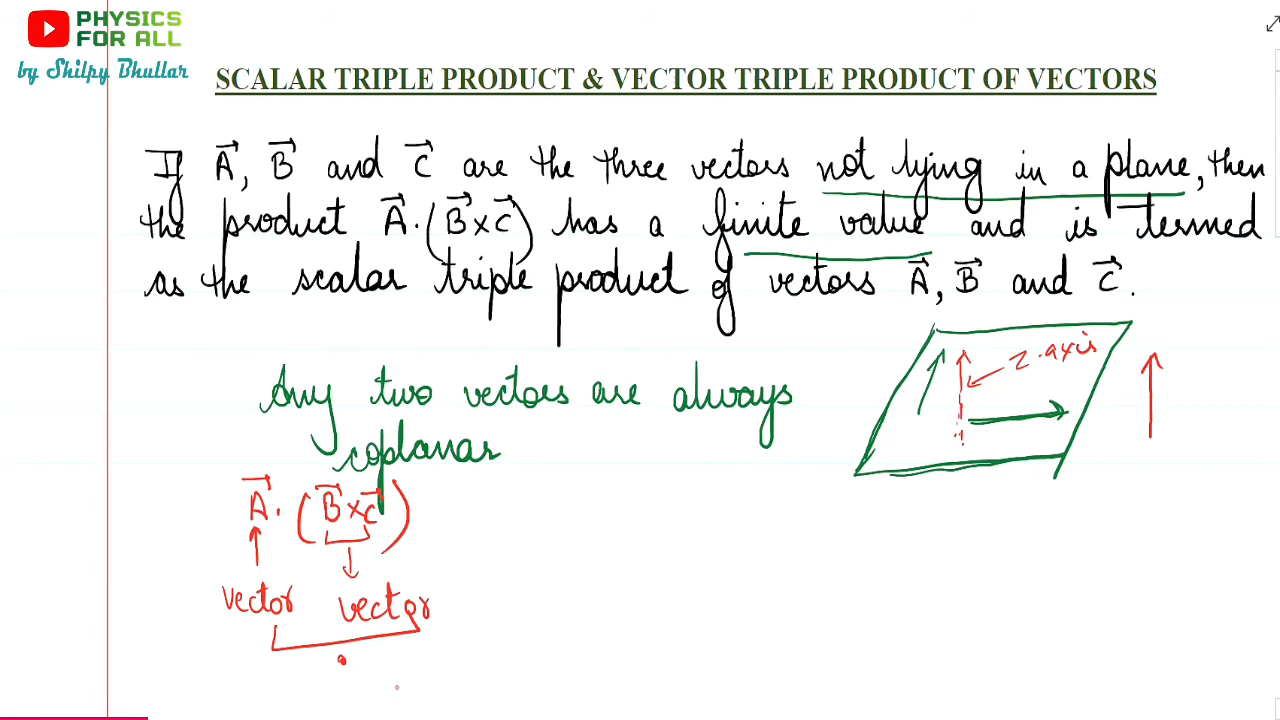 PHYSICS
FOR ALL
by Shilpy Bhullar
SCALAR TRIPLE PRODUCT & VECTOR TRIPLE PRODUCT OF VECTORS
If A⃗, B⃗ and C⃗ are the three vectors not lying in a plane, then
the product A⃗.(B⃗×C⃗) has a finite value and is termed
as the scalar triple product of vectors A⃗, B⃗ and C⃗.
Z-axis
Any two vectors are always
coplanar
A⃗. (B⃗×C⃗)
vector vector